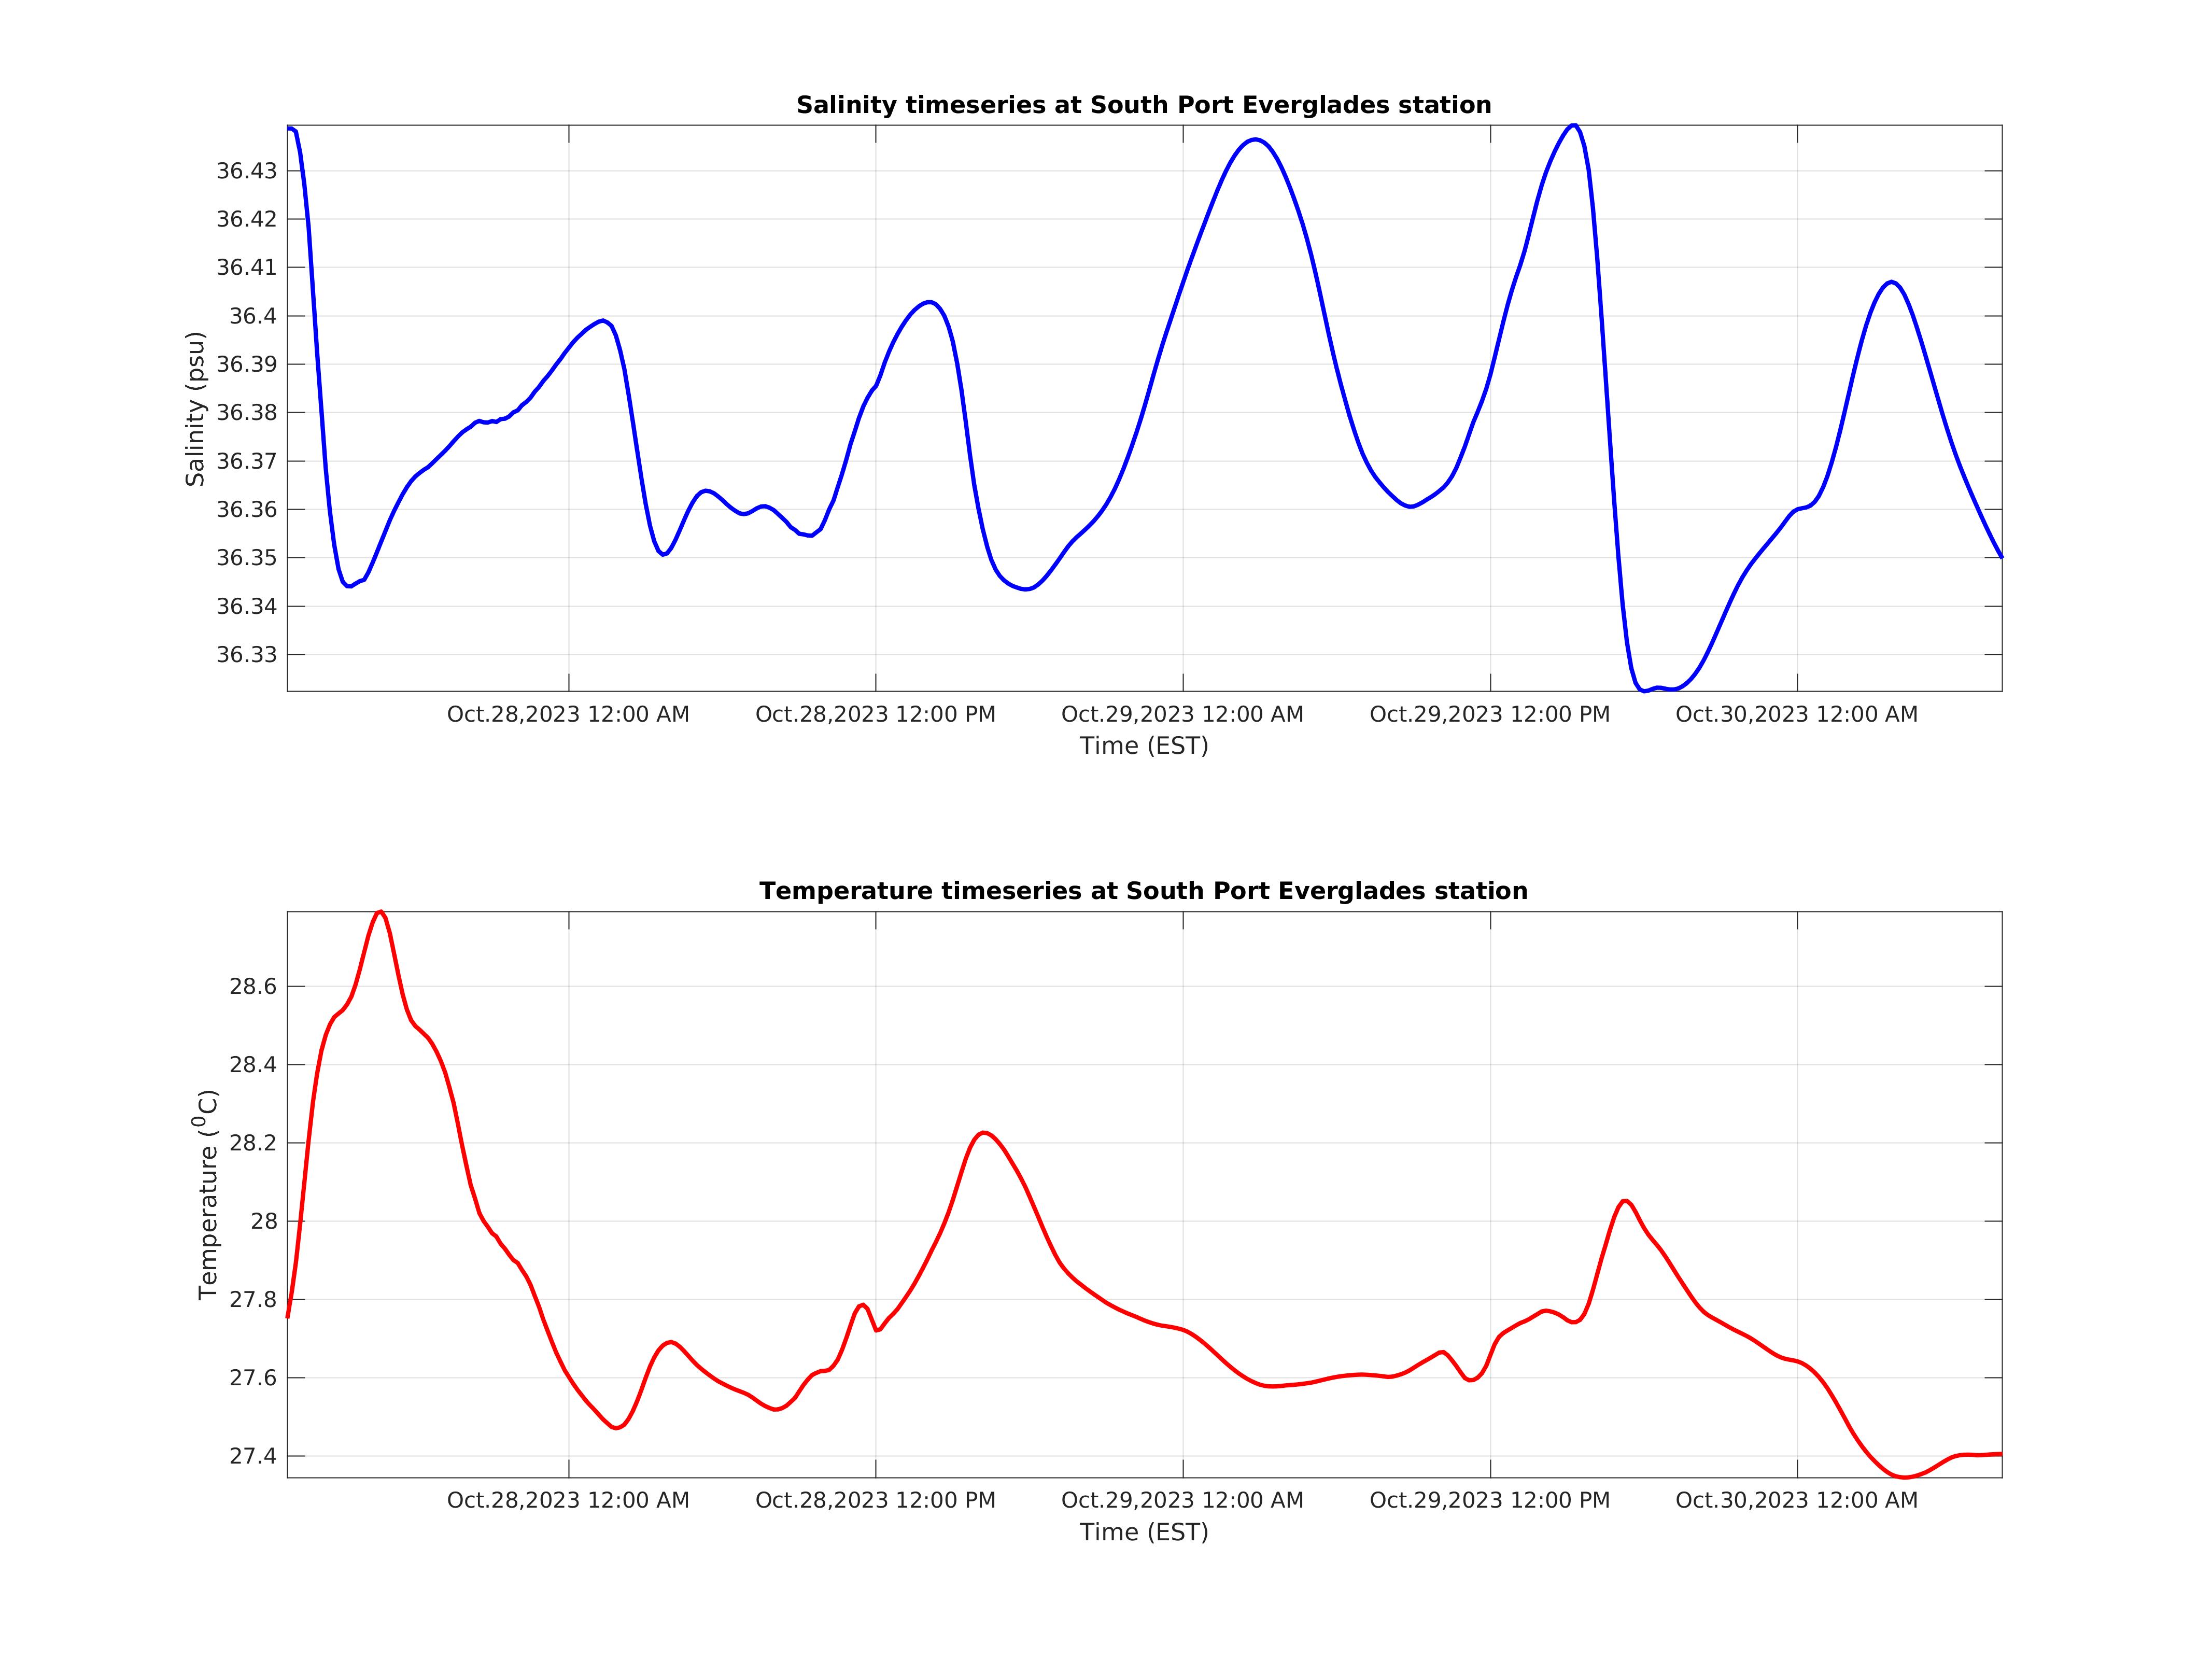 Salinity timeseries at South Port Everglades station
36.43
36.42
36.41
36.4
36.39
36.38
36.37
36.36
36.35
36.34
36.33
Salinity (psu)
Oct.28,2023 12:00 AM Oct.28,2023 12:00 PM Oct.29,2023 12:00 AM Oct.29,2023 12:00 PM Oct.30,2023 12:00 AM
Time (EST)
Temperature timeseries at South Port Everglades station
28.6
28.4
28.2
28
27.8
27.6
27.4
Temperature (⁰C)
Oct.28,2023 12:00 AM Oct.28,2023 12:00 PM Oct.29,2023 12:00 AM Oct.29,2023 12:00 PM Oct.30,2023 12:00 AM
Time (EST)